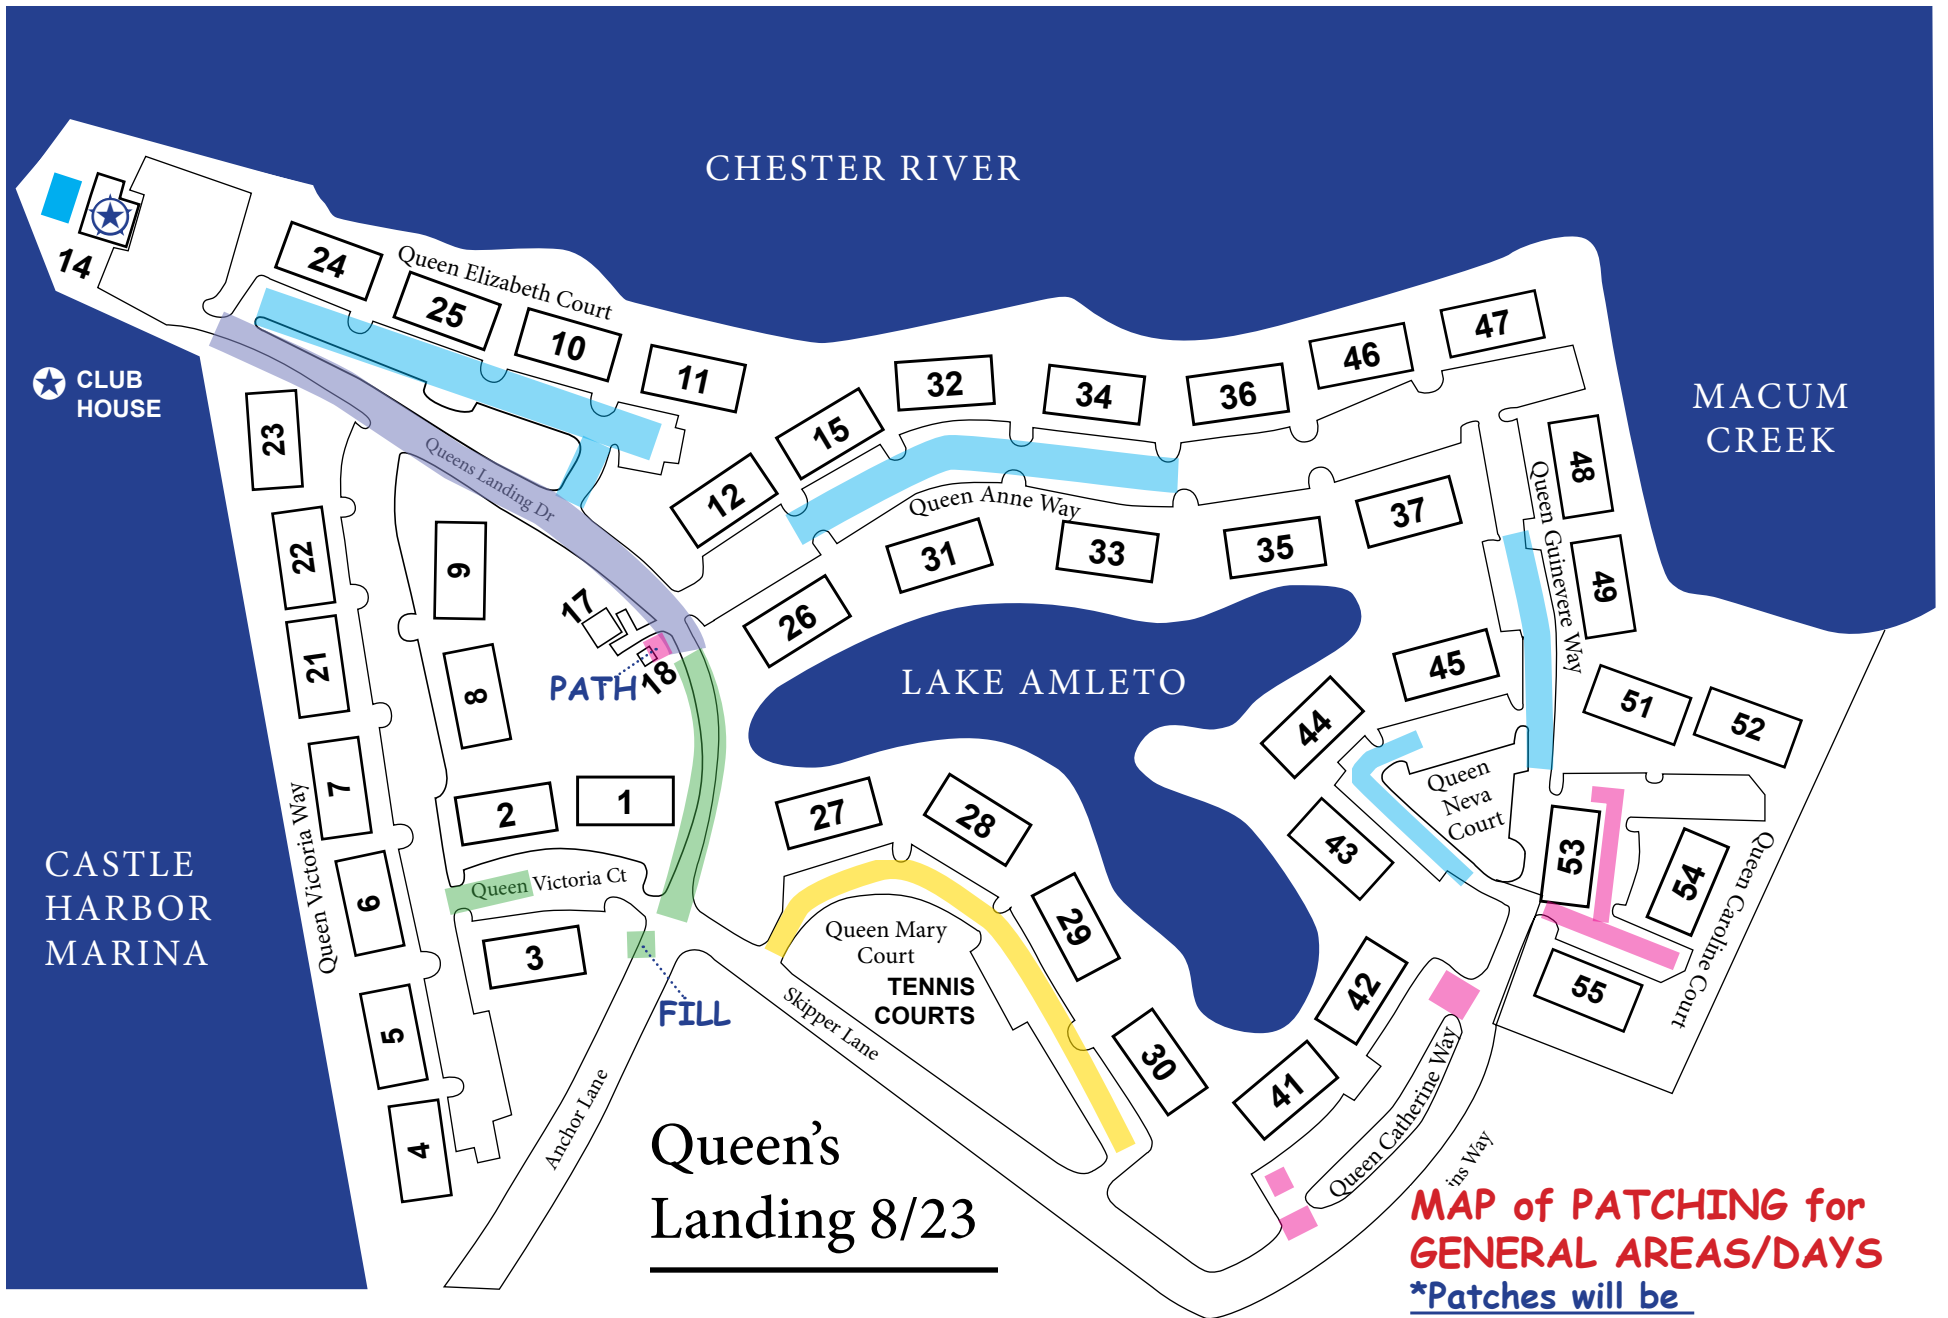 CHESTER RIVER
14
24
Queen Elizabeth Court
25
10
11
CLUB
HOUSE
47
46
32
34
36
MACUM
CREEK
15
12
23
Queens Landing Dr
Queen Anne Way
37
48
Queen Guinevere Way
31
33
35
49
22
9
17
26
21
8
PATH
18
LAKE AMLETO
45
44
51
52
7
Queen Victoria Way
2
1
27
28
Queen
Neva
Court
43
53
54
Queen Caroline Court
CASTLE
HARBOR
MARINA
6
Queen Victoria Ct
3
Queen Mary
Court
TENNIS
COURTS
29
42
55
FILL
Skipper Lane
5
30
41
Queen Catherine Way
4
Anchor Lane
ins Way
Queen's
Landing 8/23
MAP of PATCHING for
GENERAL AREAS/DAYS
*Patches will be